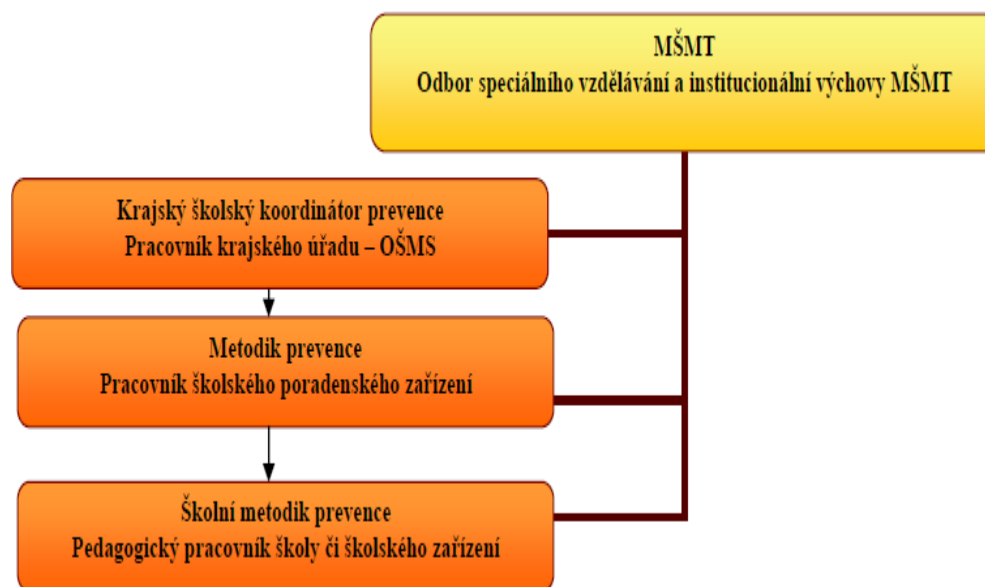 MŠMT
Odbor speciálního vzdělávání a institucionální výchovy MŠMT
Krajský školský koordinátor prevence
Pracovník krajského úřadu – OŠMS
Metodik prevence
Pracovník školského poradenského zařízení
Školní metodik prevence
Pedagogický pracovník školy či školského zařízení